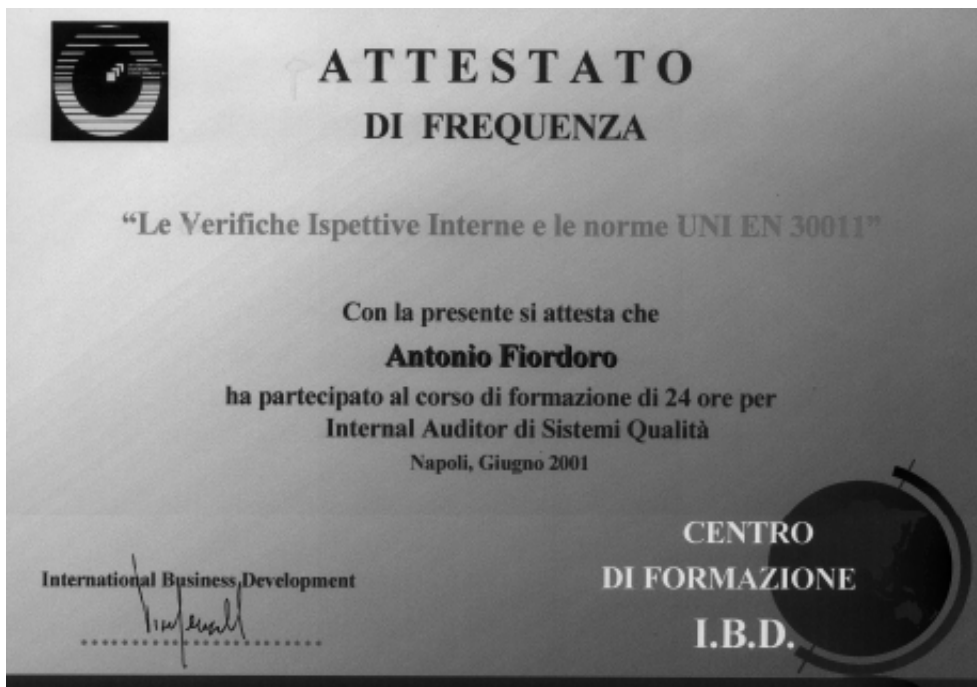 ATTESTATO
DI FREQUENZA
“Le Verifiche Ispettive Interne e le norme UNI EN 30011”
Con la presente si attesta che
Antonio Fiordoro
ha partecipato al corso di formazione di 24 ore per
Internal Auditor di Sistemi Qualità
Napoli, Giugno 2001
International Business Development
CENTRO
DI FORMAZIONE
I.B.D.